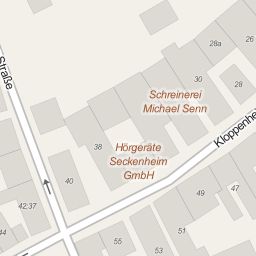 28a
Schreinerei
Michael Senn
30
28
26
Straße
Hörgeräte
Seckenheim
GmbH
38
Kloppenhe
40
42;37
49
47
51
53
55